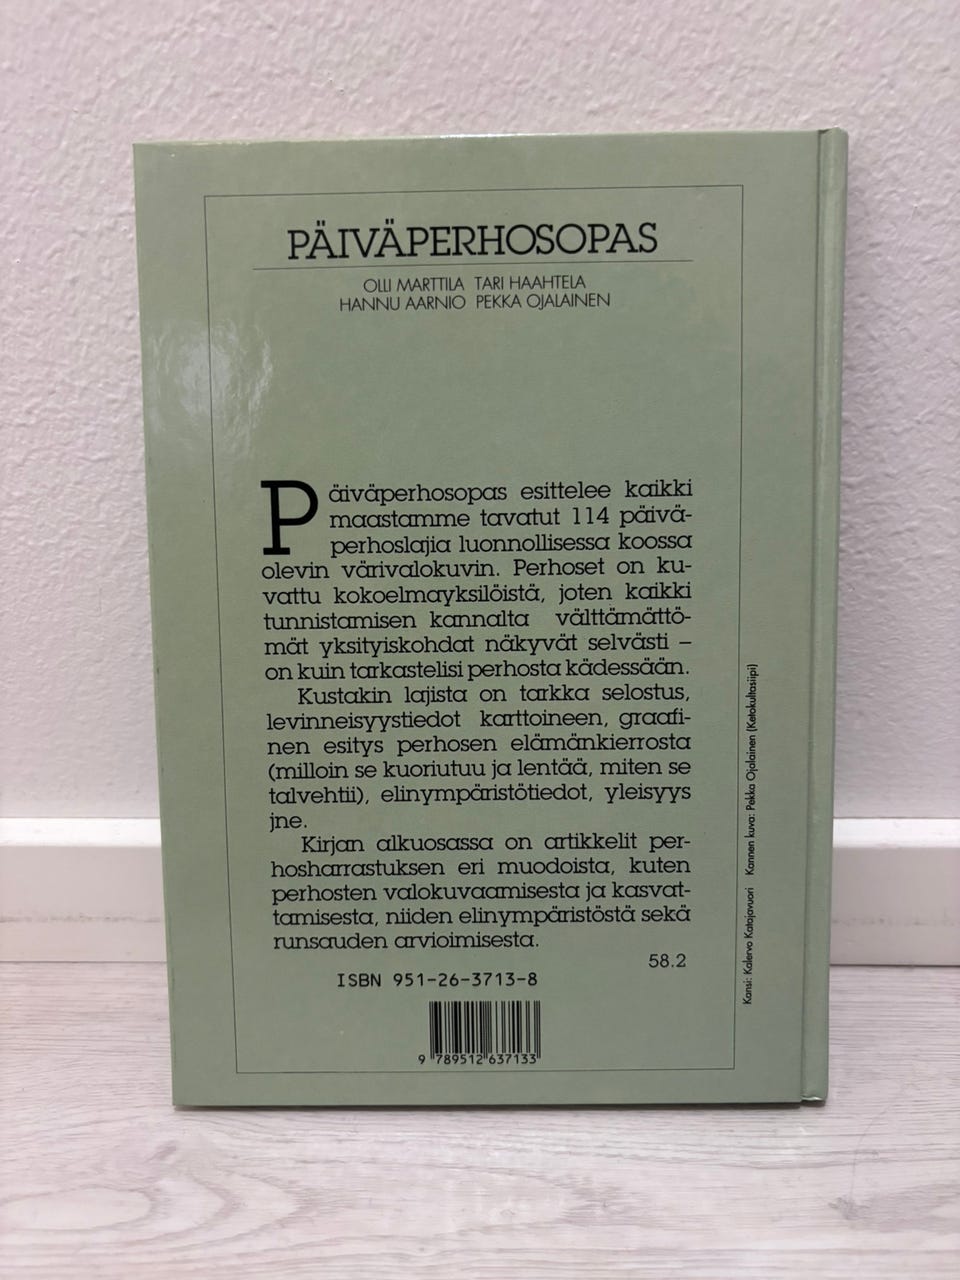 PÄIVÄPERHOSOPAS
OLLI MARTTILA TARI HAAHTELA
HANNU AARNIO PEKKA OJALAINEN
Päiväperhosopas esittelee kaikki
maastamme tavatut 114 päivä-
perhoslajia luonnollisessa koossa
olevin värivalokuvin. Perhoset on ku-
vattu kokoelmayksilöistä, joten kaikki
tunnistamisen kannalta välttämättö-
mät yksityiskohdat näkyvät selvästi –
on kuin tarkastelisi perhosta kädessään.
Kustakin lajista on tarkka selostus,
levinneisyystiedot karttoineen, graafi-
nen esitys perhosen elämänkierrosta
(milloin se kuoriutuu ja lentää, miten se
talvehtii), elinympäristötiedot, yleisyys
jne.
Kirjan alkuosassa on artikkelit per-
hosharrastuksen eri muodoista, kuten
perhosten valokuvaamisesta ja kasvat-
tamisesta, niiden elinympäristöstä sekä
runsauden arvioimisesta.
58.2
ISBN 951-26-3713-8
9 789512 637133
Kansi: Kalervo Katajavuori Kannen kuva: Pekka Ojalainen (Ketokultasiipi)